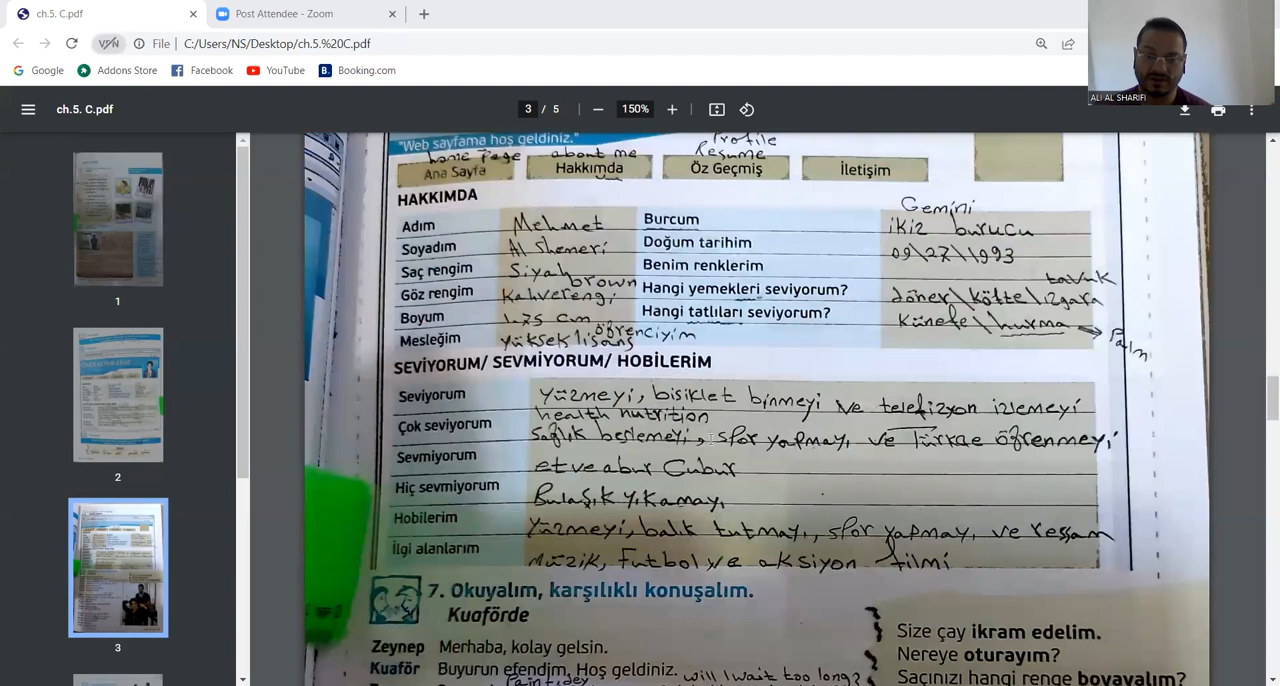 ch.5. C.pdf
Post Attendee - Zoom
VPN
File
C:/Users/NS/Desktop/ch.5.%20C.pdf
Google
Addons Store
Facebook
YouTube
B. Booking.com
ALI AL SHARIFI
ch.5. C.pdf
3 / 5
150%
1
2
3
"Web sayfama hoş geldiniz."
home page
about me
Profile
Resume
Ana Sayfa
Hakkımda
Öz Geçmiş
İletişim
HAKKIMDA
Gemini
Adım Mehmet Burcum ikiz burucu
Soyadım Al Shemeri Doğum tarihim 09\27\1993
Saç rengim Siyah Benim renklerim
brown
tavuk
Göz rengim Kahverengi Hangi yemekleri seviyorum? döner\köfte\ızgara
Boyum 1.75 cm Hangi tatlıları seviyorum? Künefe\hurma → Palm
öğrenciyim
Mesleğim yüksek lisans
SEVİYORUM/ SEVMİYORUM/ HOBİLERİM
Seviyorum yüzmeyi, bisiklet binmeyi ve telefizyon izlemeyi
health nutrition
Çok seviyorum sağlık beslemeyi, sfor yapmayı ve Türkçe öğrenmeyi
Sevmiyorum et ve abur Cubur
Hiç sevmiyorum Bulaşık yıkamayı
Hobilerim Yüzmeyi, balık tutmayı, sfor yapmayı ve ressam
İlgi alanlarım Müzik, Futbol ve aksiyon filmi
7. Okuyalım, karşılıklı konuşalım.
Kuaförde
Zeynep Merhaba, kolay gelsin.
Kuaför Buyurun efendim, Hoş geldiniz. will I wait too long?
Size çay ikram edelim.
Nereye oturayım?
Saçınızı hangi renge boyayalım?